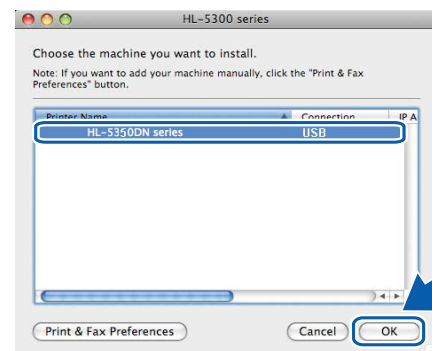 HL-5300 series
Choose the machine you want to install.
Note: If you want to add your machine manually, click the "Print & Fax
Preferences" button.
Printer Name Connection IP A
HL-5350DN series USB
Print & Fax Preferences Cancel OK